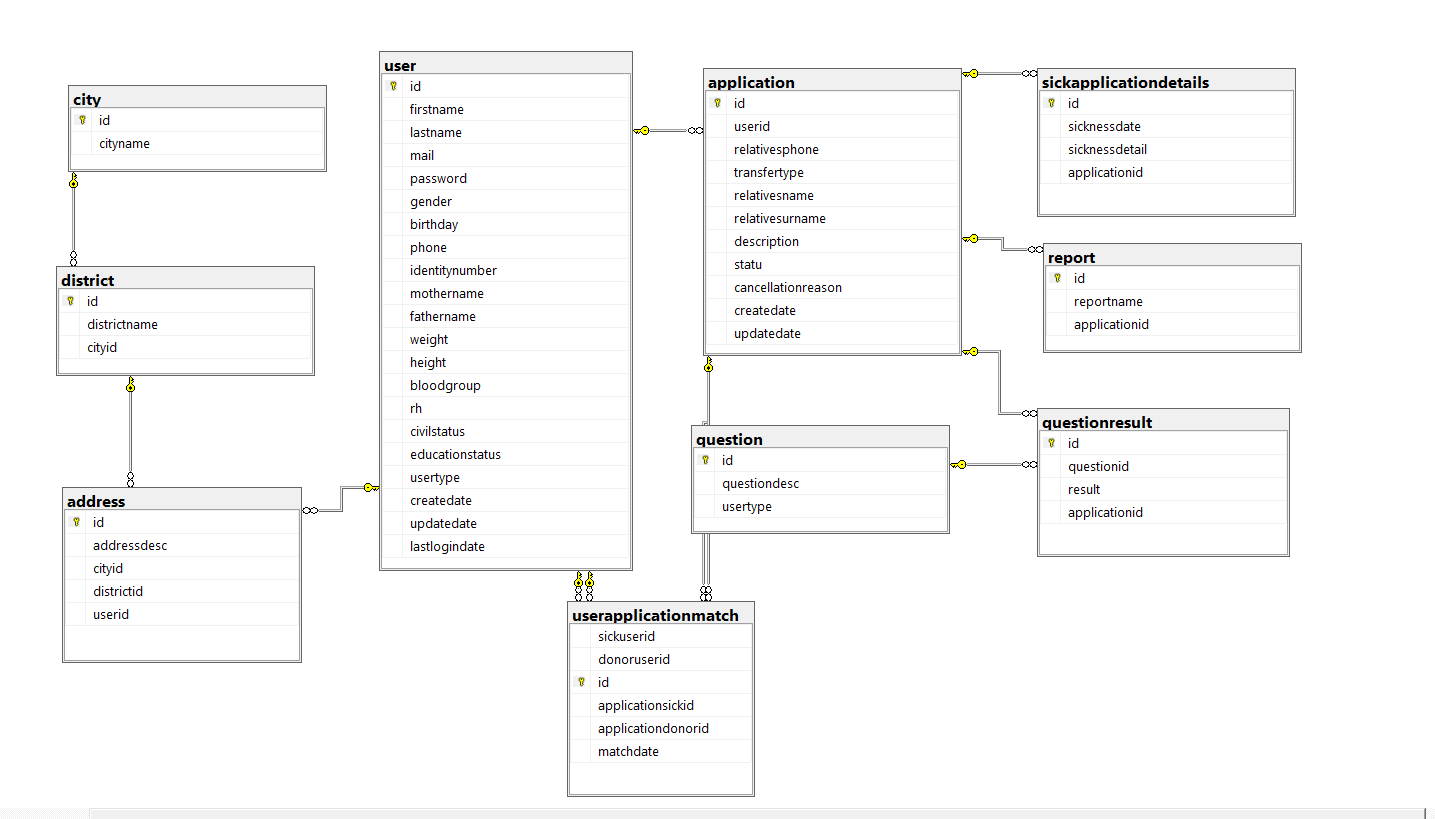 city
id
cityname
district
id
districtname
cityid
address
id
addressdesc
cityid
districtid
userid
user
id
firstname
lastname
mail
password
gender
birthday
phone
identitynumber
mothername
fathername
weight
height
bloodgroup
rh
civilstatus
educationstatus
usertype
createdate
updatedate
lastlogindate
application
id
userid
relativesphone
transfertype
relativesname
relativesurname
description
statu
cancellationreason
createdate
updatedate
question
id
questiondesc
usertype
userapplicationmatch
sickuserid
donoruserid
id
applicationsickid
applicationdonorid
matchdate
sickapplicationdetails
id
sicknessdate
sicknessdetail
applicationid
report
id
reportname
applicationid
questionresult
id
questionid
result
applicationid